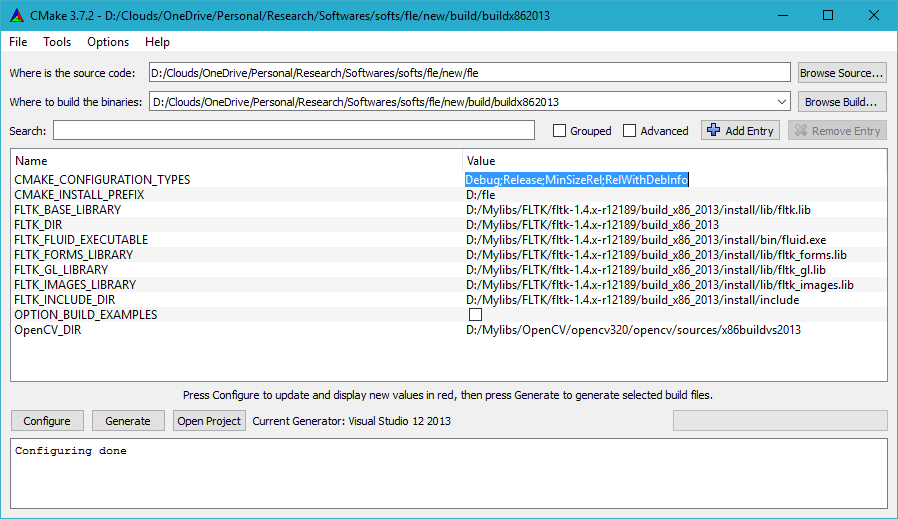 CMake 3.7.2 - D:/Clouds/OneDrive/Personal/Research/Softwares/softs/fle/new/build/buildx862013
File Tools Options Help
Where is the source code: D:/Clouds/OneDrive/Personal/Research/Softwares/softs/fle/new/fle Browse Source...
Where to build the binaries: D:/Clouds/OneDrive/Personal/Research/Softwares/softs/fle/new/build/buildx862013 Browse Build...
Search: Grouped Advanced Add Entry Remove Entry
Name Value
CMAKE_CONFIGURATION_TYPES Debug;Release;MinSizeRel;RelWithDebInfo
CMAKE_INSTALL_PREFIX D:/fle
FLTK_BASE_LIBRARY D:/Mylibs/FLTK/fltk-1.4.x-r12189/build_x86_2013/install/lib/fltk.lib
FLTK_DIR D:/Mylibs/FLTK/fltk-1.4.x-r12189/build_x86_2013
FLTK_FLUID_EXECUTABLE D:/Mylibs/FLTK/fltk-1.4.x-r12189/build_x86_2013/install/bin/fluid.exe
FLTK_FORMS_LIBRARY D:/Mylibs/FLTK/fltk-1.4.x-r12189/build_x86_2013/install/lib/fltk_forms.lib
FLTK_GL_LIBRARY D:/Mylibs/FLTK/fltk-1.4.x-r12189/build_x86_2013/install/lib/fltk_gl.lib
FLTK_IMAGES_LIBRARY D:/Mylibs/FLTK/fltk-1.4.x-r12189/build_x86_2013/install/lib/fltk_images.lib
FLTK_INCLUDE_DIR D:/Mylibs/FLTK/fltk-1.4.x-r12189/build_x86_2013/install/include
OPTION_BUILD_EXAMPLES
OpenCV_DIR D:/Mylibs/OpenCV/opencv320/opencv/sources/x86buildvs2013
Press Configure to update and display new values in red, then press Generate to generate selected build files.
Configure Generate Open Project Current Generator: Visual Studio 12 2013
Configuring done